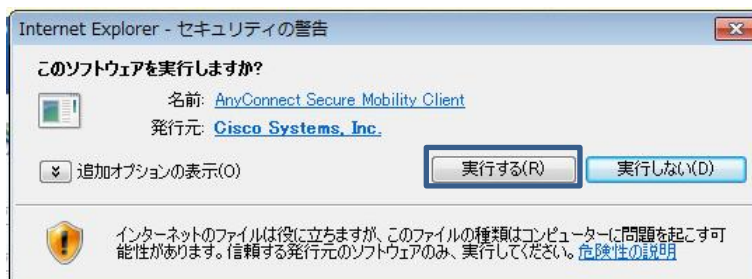 Internet Explorer - セキュリティの警告
このソフトウェアを実行しますか?
名前: AnyConnect Secure Mobility Client
発行元: Cisco Systems, Inc.
追加オプションの表示(O)
実行する(R)
実行しない(D)
インターネットのファイルは役に立ちますが、このファイルの種類はコンピューターに問題を起こす可
能性があります。信頼する発行元のソフトウェアのみ、実行してください。危険性の説明